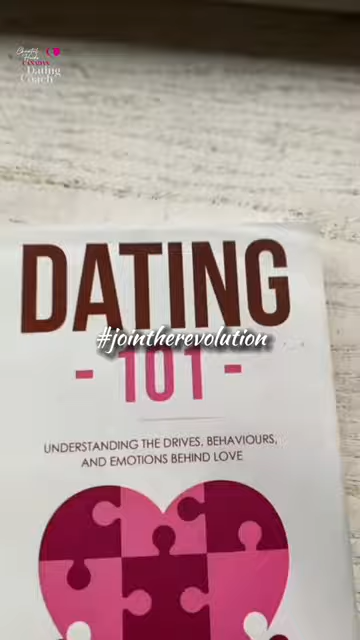 Dating
Coach
DATING
#jointherevolution
- 101 -
UNDERSTANDING THE DRIVES, BEHAVIOURS,
AND EMOTIONS BEHIND LOVE